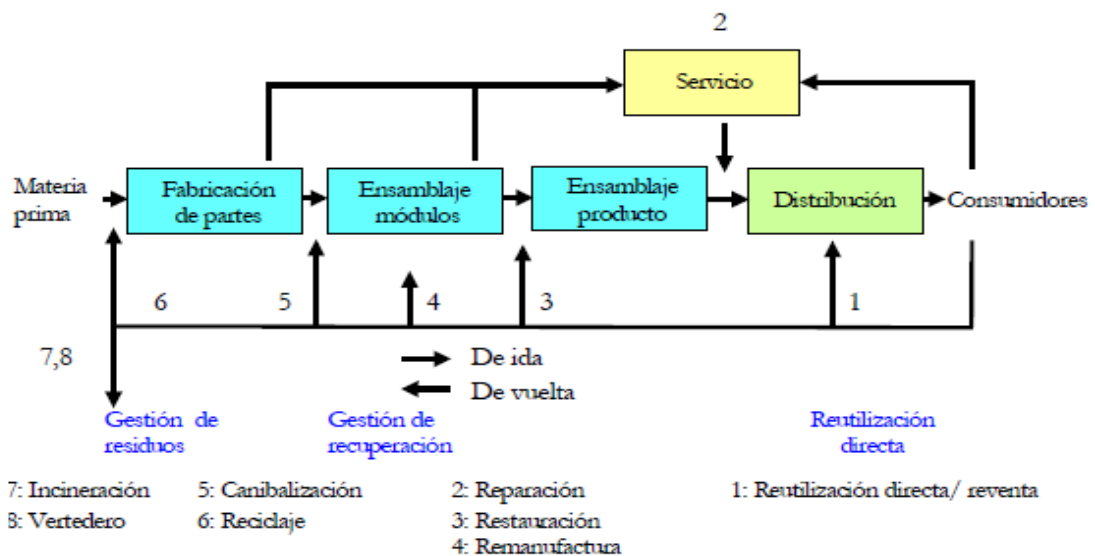 2
Servicio
Materia
prima
Fabricación
de partes
Ensamblaje
módulos
Ensamblaje
producto
Distribución
Consumidores
6
5
4
3
1
7,8
De ida
De vuelta
Gestión de
residuos
Gestión de
recuperación
Reutilización
directa
7: Incineración
5: Canibalización
2: Reparación
1: Reutilización directa/ reventa
8: Vertedero
6: Reciclaje
3: Restauración
4: Remanufactura